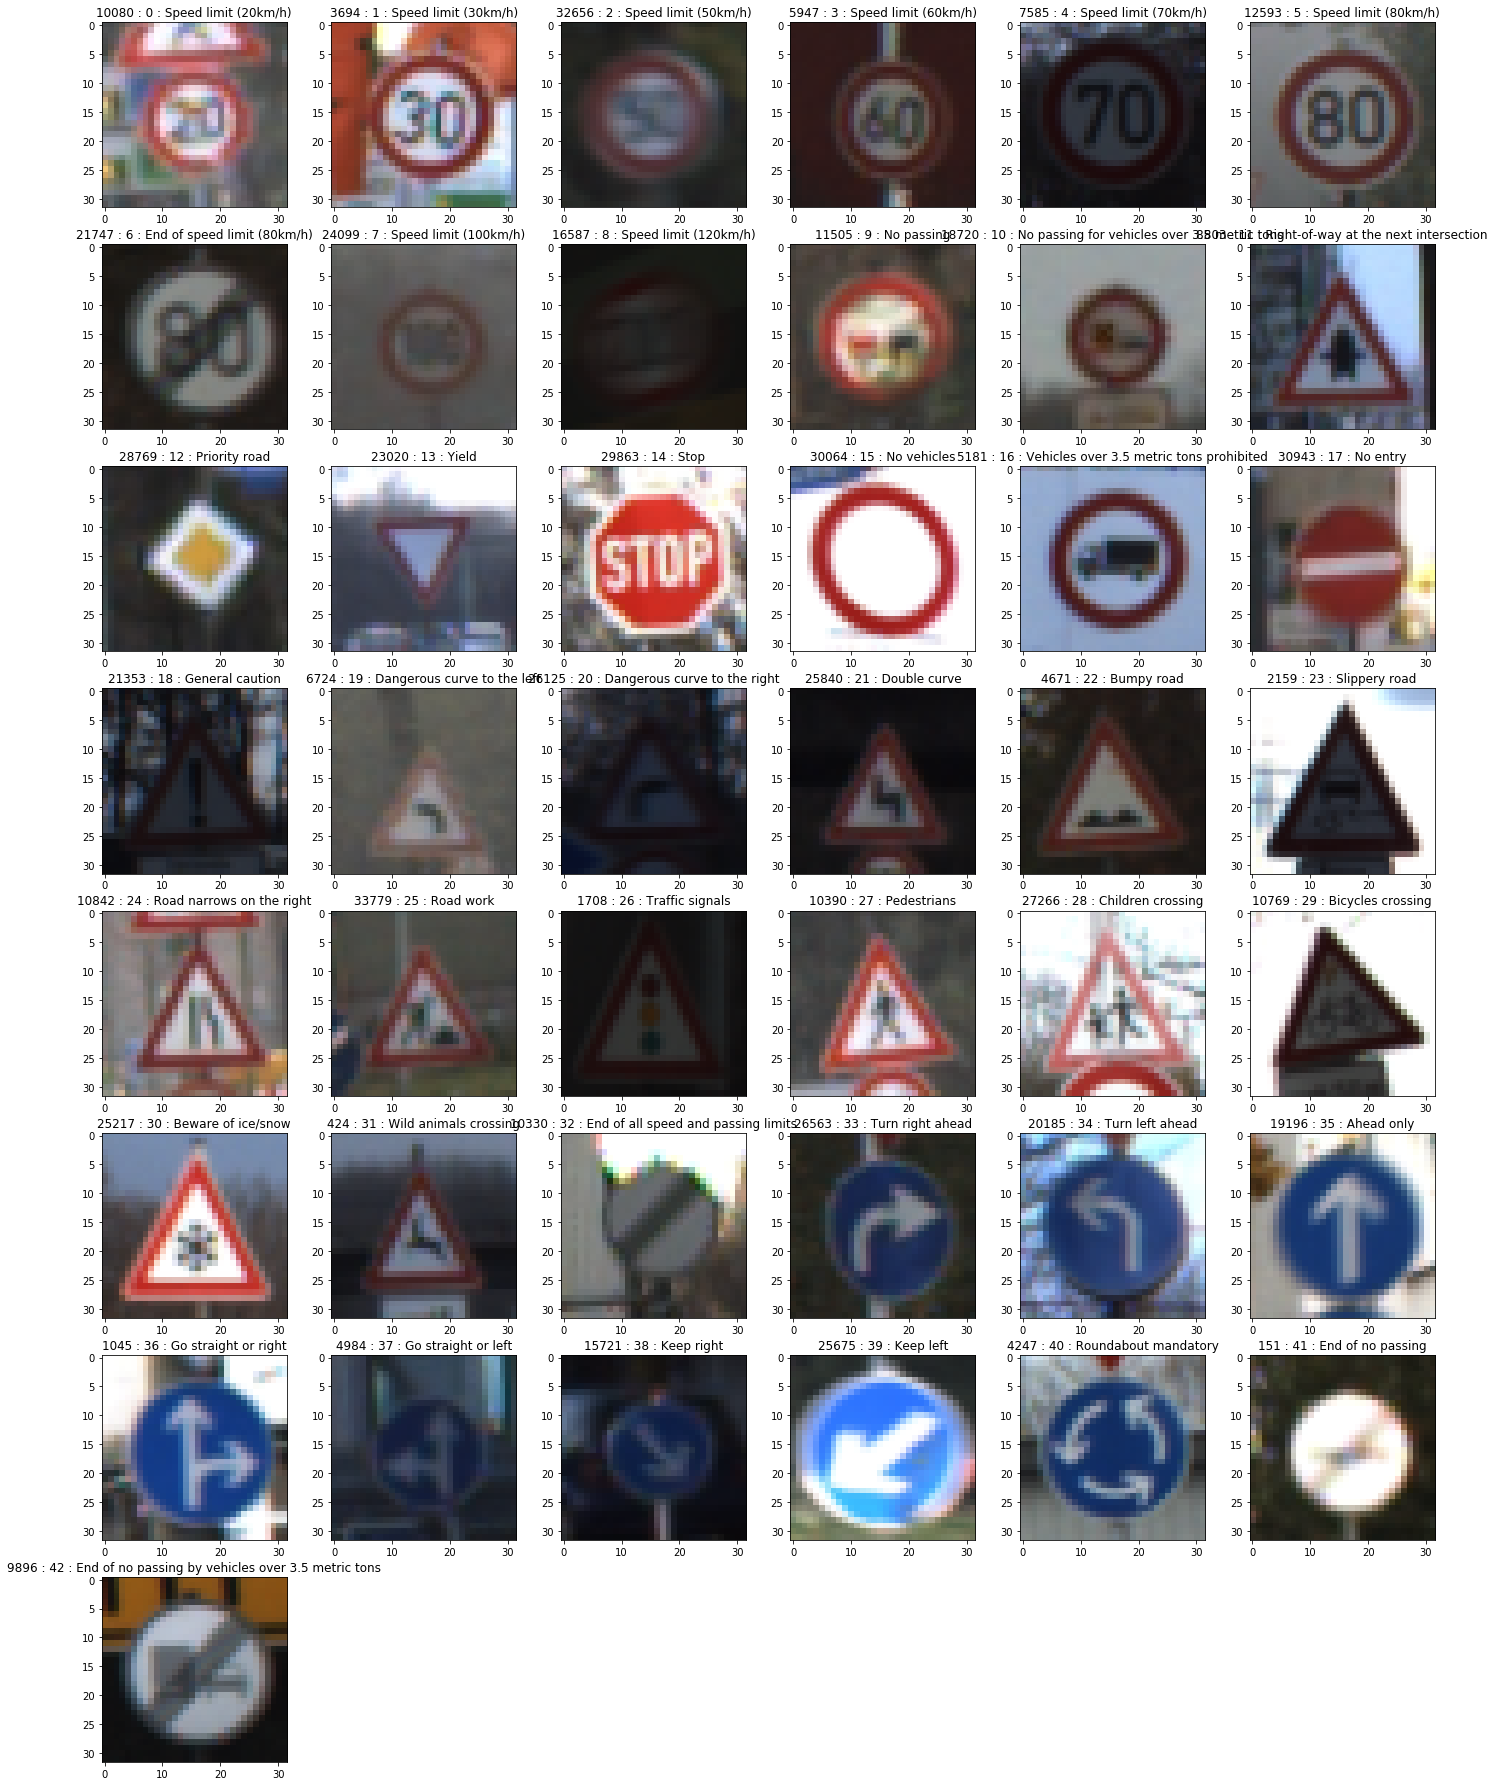 10080 : 0 : Speed limit (20km/h)
3694 : 1 : Speed limit (30km/h)
32656 : 2 : Speed limit (50km/h)
5947 : 3 : Speed limit (60km/h)
7585 : 4 : Speed limit (70km/h)
12593 : 5 : Speed limit (80km/h)
20
30
60
70
80
21747 : 6 : End of speed limit (80km/h)
24099 : 7 : Speed limit (100km/h)
16587 : 8 : Speed limit (120km/h)
11505 : 9 : No passing
18720 : 10 : No passing for vehicles over 3.5 metric tons
: 11 : Right-of-way at the next intersection
80
28769 : 12 : Priority road
23020 : 13 : Yield
29863 : 14 : Stop
30064 : 15 : No vehicles
5181 : 16 : Vehicles over 3.5 metric tons prohibited
30943 : 17 : No entry
STOP
21353 : 18 : General caution
6724 : 19 : Dangerous curve to the left
26125 : 20 : Dangerous curve to the right
25840 : 21 : Double curve
4671 : 22 : Bumpy road
2159 : 23 : Slippery road
10842 : 24 : Road narrows on the right
33779 : 25 : Road work
1708 : 26 : Traffic signals
10390 : 27 : Pedestrians
27266 : 28 : Children crossing
10769 : 29 : Bicycles crossing
25217 : 30 : Beware of ice/snow
424 : 31 : Wild animals crossing
10330 : 32 : End of all speed and passing limits
26563 : 33 : Turn right ahead
20185 : 34 : Turn left ahead
19196 : 35 : Ahead only
1045 : 36 : Go straight or right
4984 : 37 : Go straight or left
15721 : 38 : Keep right
25675 : 39 : Keep left
4247 : 40 : Roundabout mandatory
151 : 41 : End of no passing
9896 : 42 : End of no passing by vehicles over 3.5 metric tons